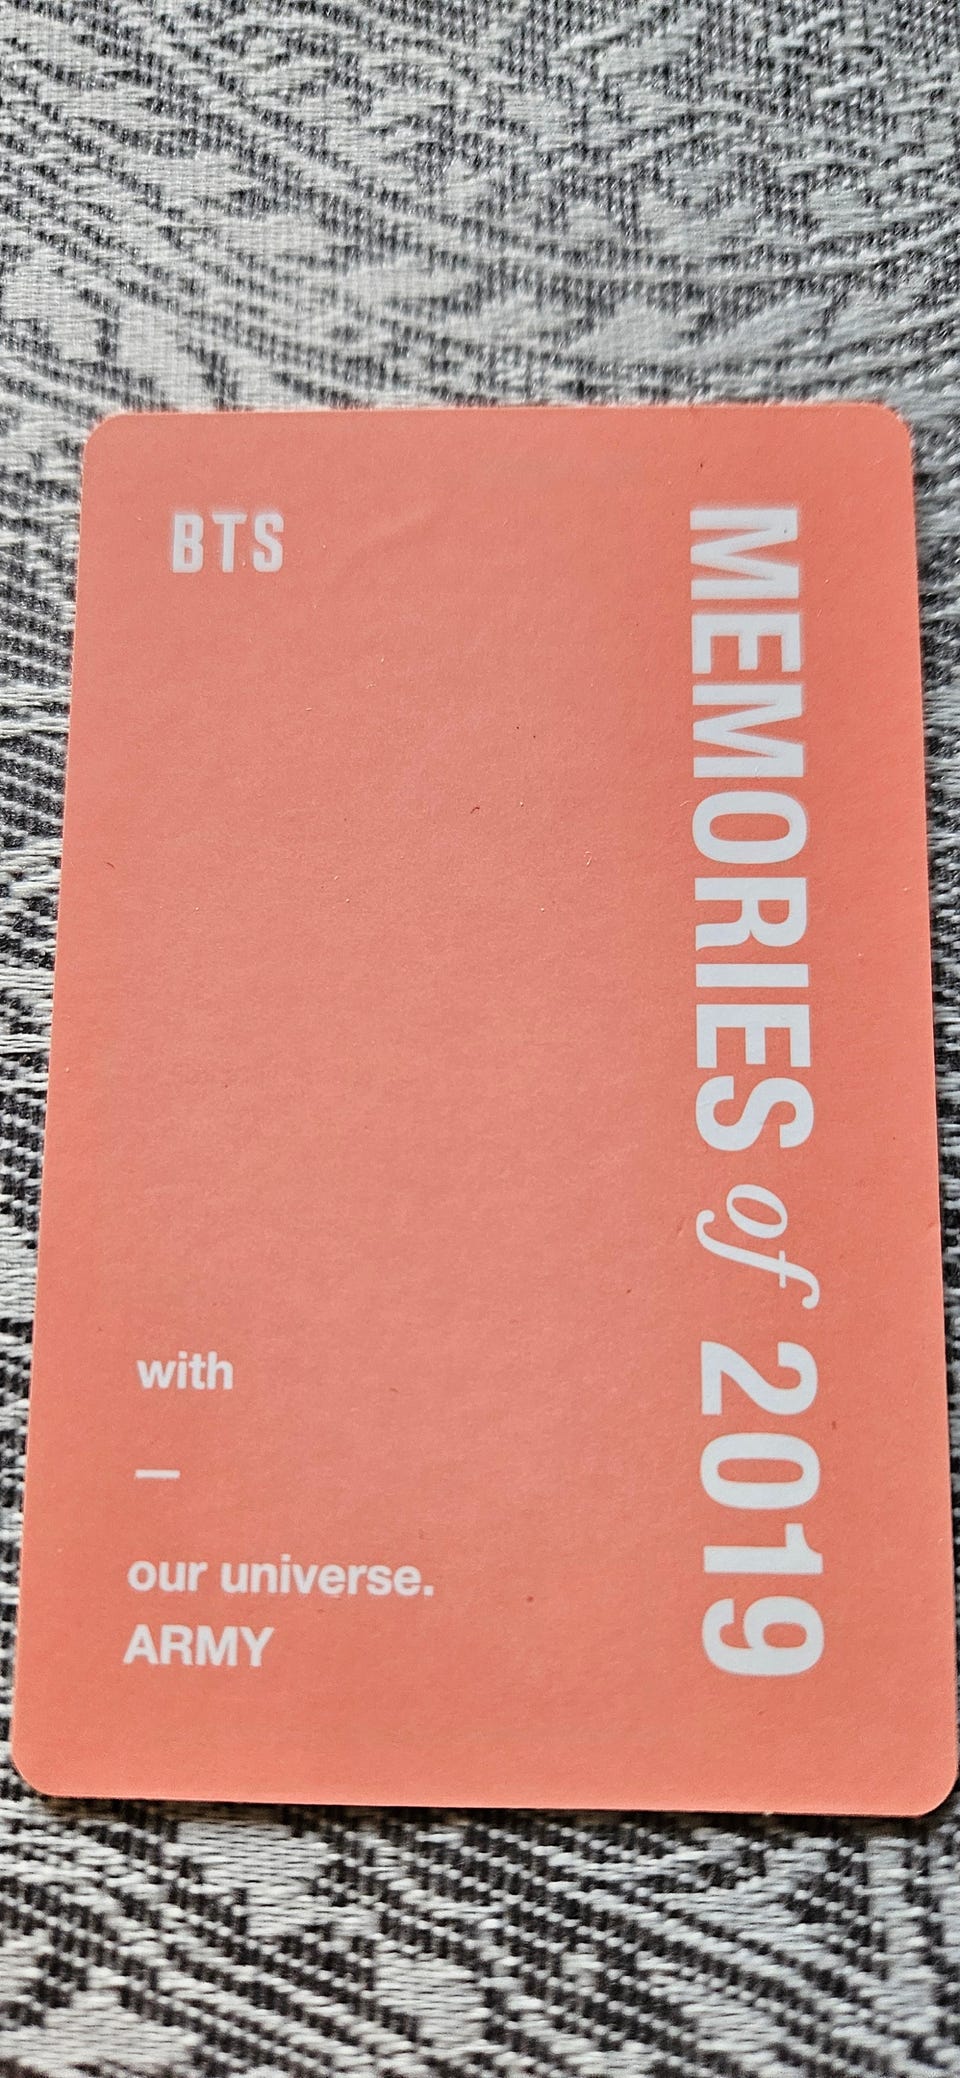 BTS
MEMORIES of 2019
with
—
our universe.
ARMY